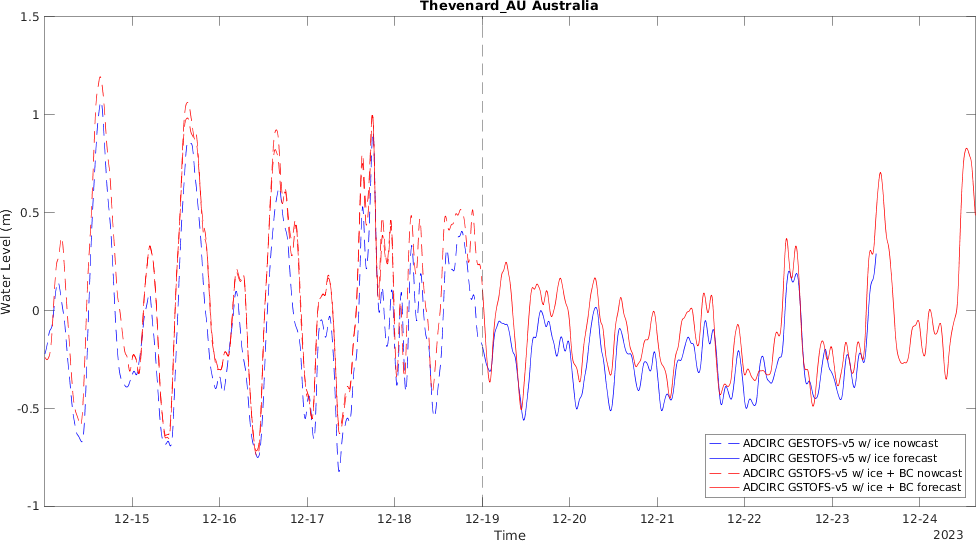 Thevenard_AU Australia
1.5
1
0.5
0
-0.5
-1
Water Level (m)
12-15
12-16
12-17
12-18
12-19
12-20
12-21
12-22
12-23
12-24
Time
2023
ADCIRC GESTOFS-v5 w/ ice nowcast
ADCIRC GESTOFS-v5 w/ ice forecast
ADCIRC GSTOFS-v5 w/ ice + BC nowcast
ADCIRC GSTOFS-v5 w/ ice + BC forecast